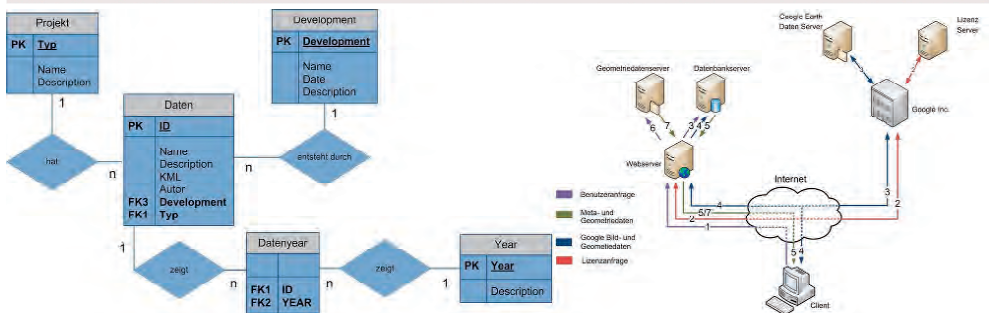 Projekt
PK Typ
Name
Description
1
hat
n
Daten
PK ID
Name
Description
KML
Autor
FK3 Development
FK1 Typ
Development
PK Development
Name
Date
Description
1
entsteht durch
n
1
zeigt
n
Datenyear
FK1 ID
FK2 YEAR
n
zeigt
1
Year
PK Year
Description
Google Earth
Daten Server
Lizenz
Server
3
2
Google Inc.
Geometriedatenserver
Datenbankserver
6
7
3
4
5
Webserver
Internet
Benutzeranfrage
Meta- und
Geometriedaten
Google Bild- und
Geometiedaten
Lizenzanfrage
4
5/7
2
1
3
2
5
4
Client